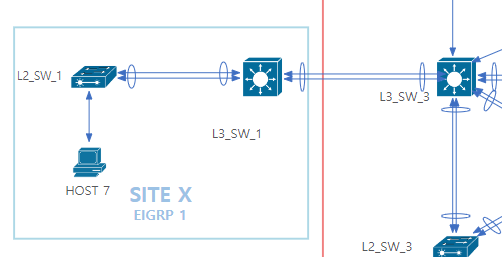 L2_SW_1
L3_SW_1
L3_SW_3
HOST 7
SITE X
EIGRP 1
L2_SW_3